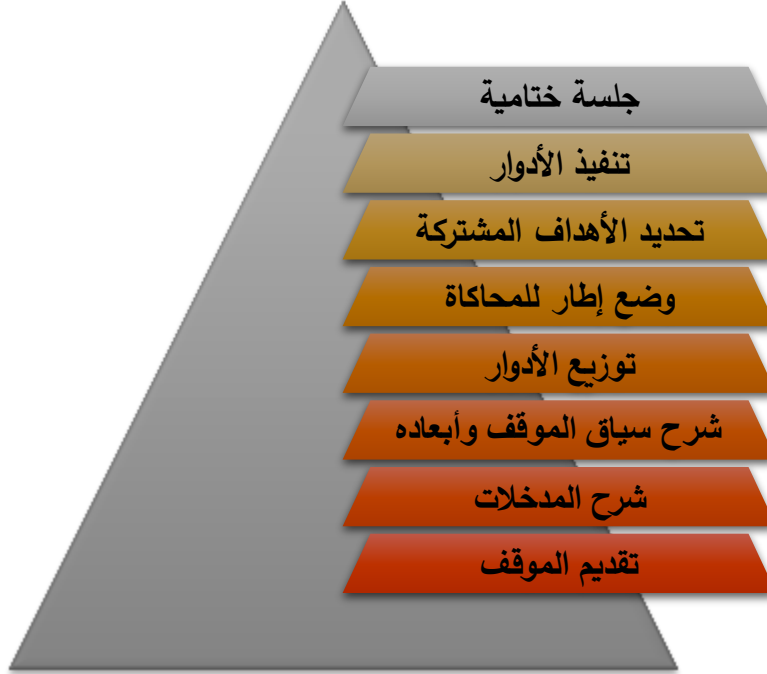 جلسة ختامية
تنفيذ الأدوار
تحديد الأهداف المشتركة
وضع إطار للمحاكاة
توزيع الأدوار
شرح سياق الموقف وأبعاده
شرح المدخلات
تقديم الموقف